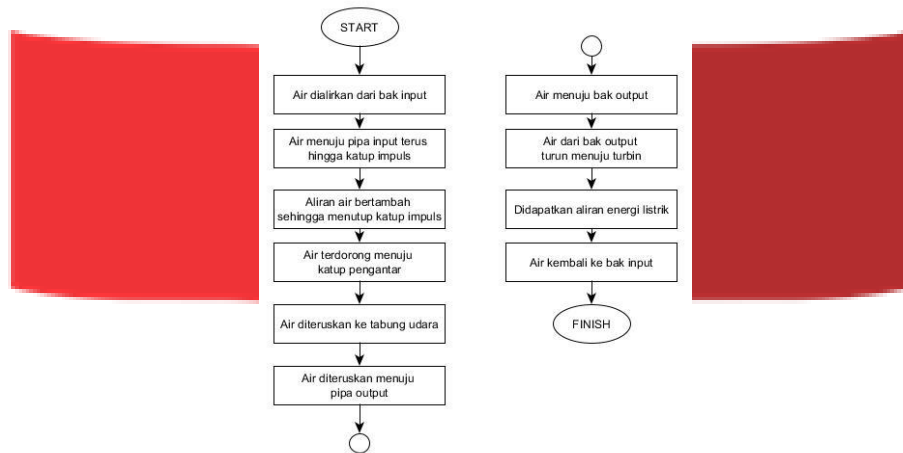 START
Air dialirkan dari bak input
Air menuju pipa input terus
hingga katup impuls
Aliran air bertambah
sehingga menutup katup impuls
Air terdorong menuju
katup pengantar
Air diteruskan ke tabung udara
Air diteruskan menuju
pipa output
Air menuju bak output
Air dari bak output
turun menuju turbin
Didapatkan aliran energi listrik
Air kembali ke bak input
FINISH